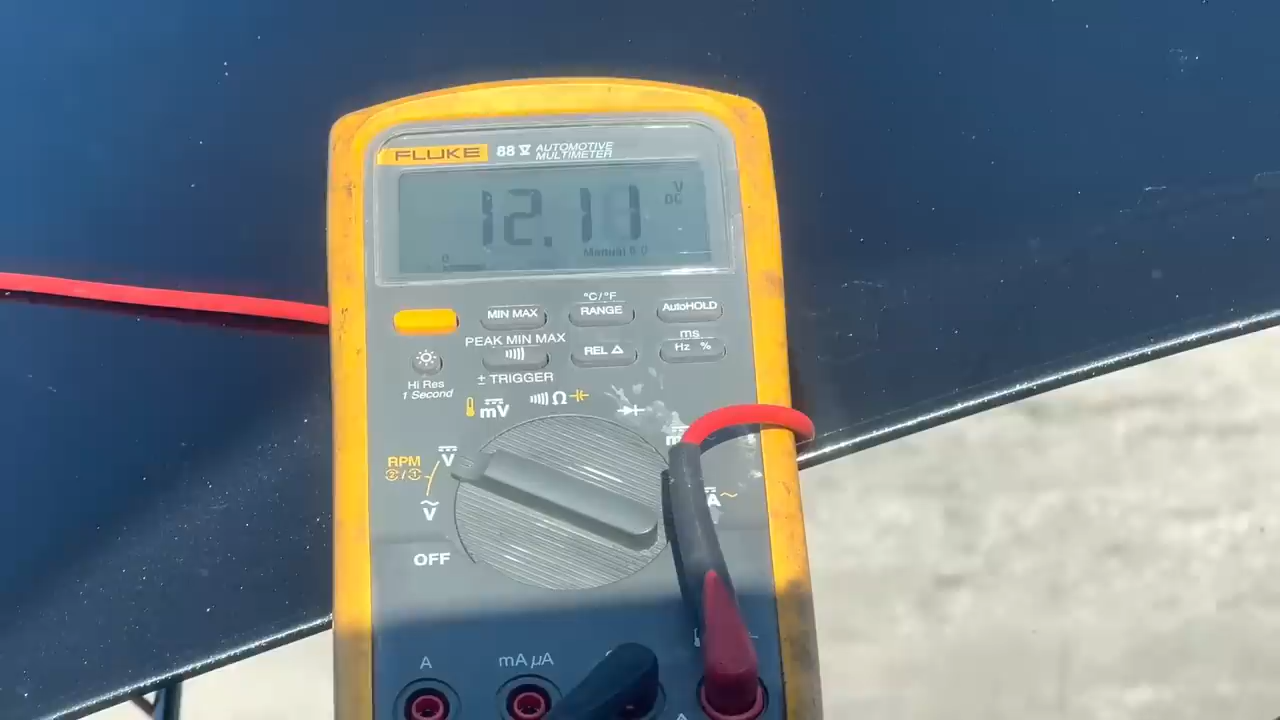 FLUKE 88 V AUTOMOTIVE MULTIMETER
12.11 V DC
0
Manual
MIN MAX
°C/°F
RANGE
AutoHOLD
PEAK MIN MAX
REL Δ
ms
Hz %
Hi Res
1 Second
± TRIGGER
mV
Ω
RPM
V
V
A
OFF
A
mA µA